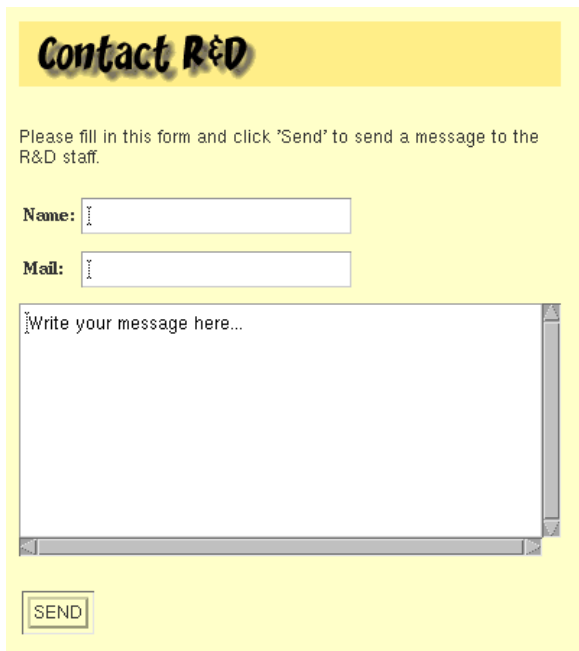 Contact R&D
Please fill in this form and click 'Send' to send a message to the
R&D staff.
Name:
Mail:
Write your message here...
SEND